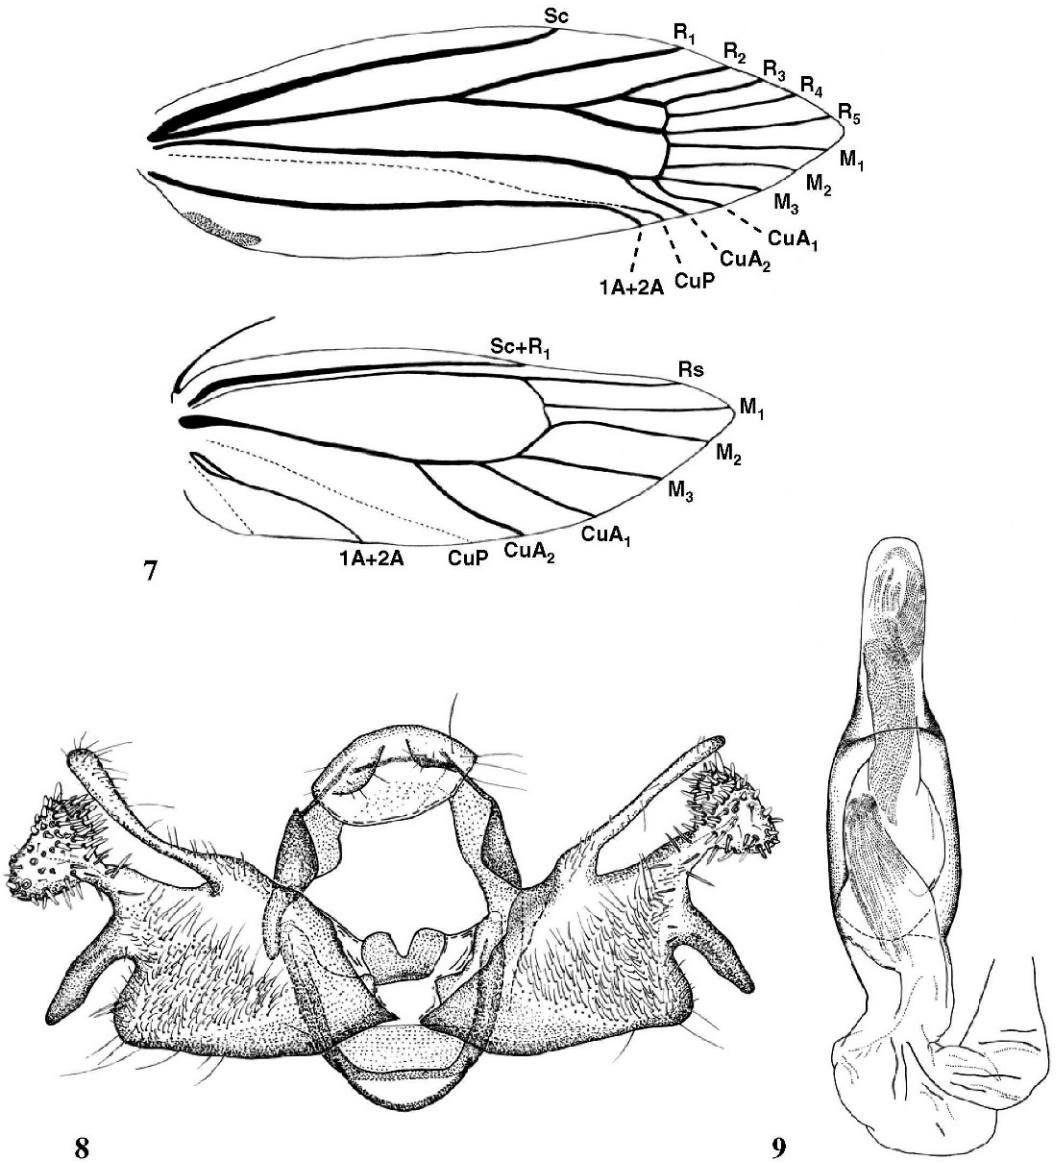 Sc
R1
R2
R3
R4
R5
M1
M2
M3
CuA1
CuA2
CuP
1A+2A
Sc+R1
Rs
M1
M2
M3
CuA1
CuA2
CuP
1A+2A
7
8
9